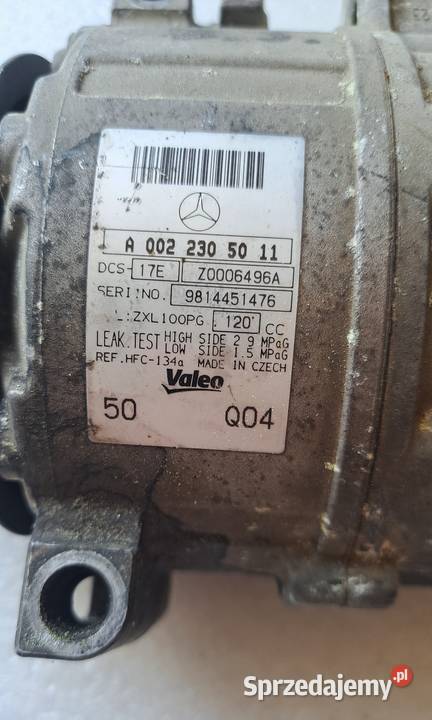 A 002 230 50 11
DCS- 17E Z0006496A
SERI NO. 9814451476
L:ZXL100PG 120 CC
LEAK. TEST HIGH SIDE 2 9 MPaG
LOW SIDE 1.5 MPaG
REF. HFC-134a MADE IN CZECH
Valeo
50 Q04
Sprzedajemy.pl